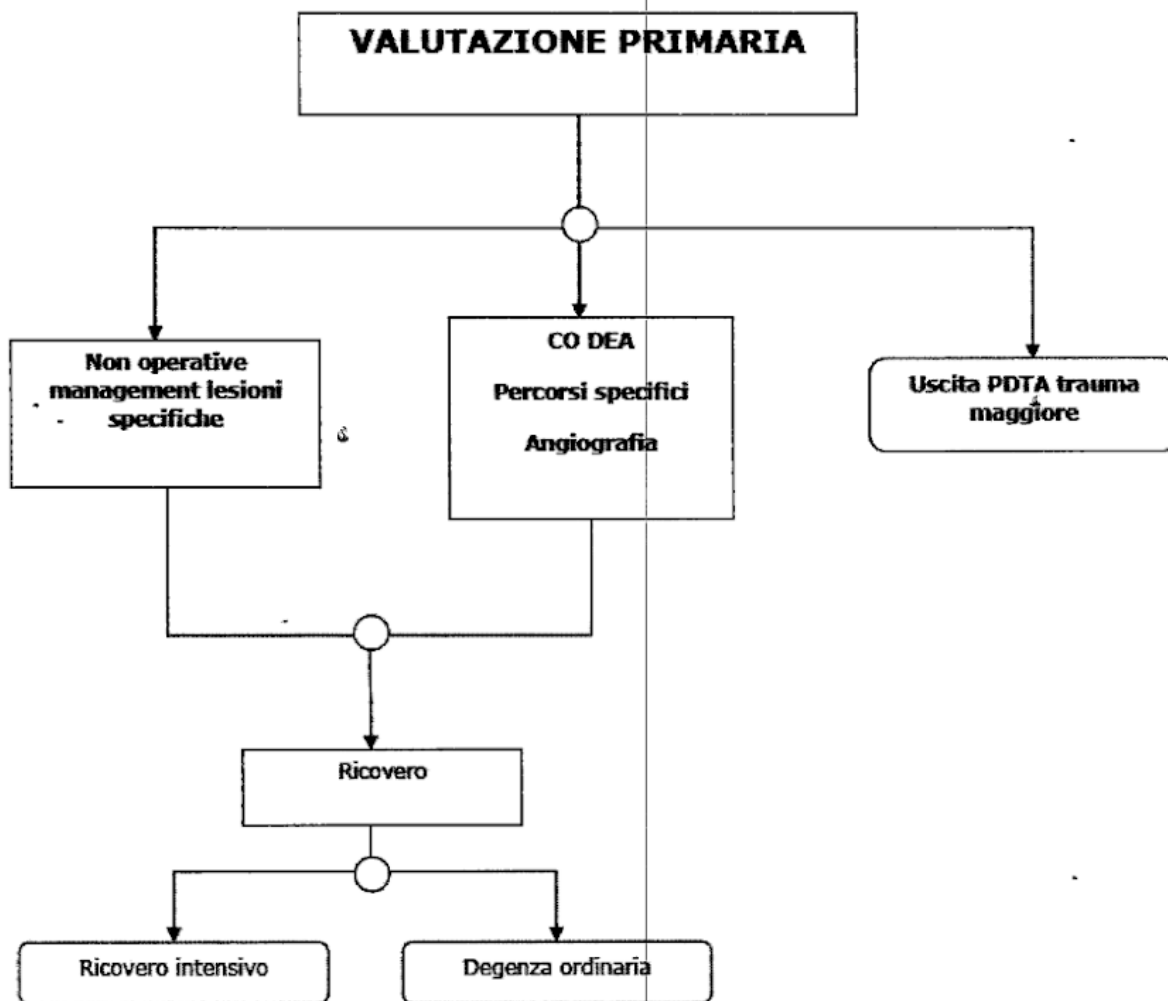 VALUTAZIONE PRIMARIA
Non operative
management lesioni
specifiche
CO DEA
Percorsi specifici
Angiografia
Uscita PDTA trauma
maggiore
Ricovero
Ricovero intensivo
Degenza ordinaria